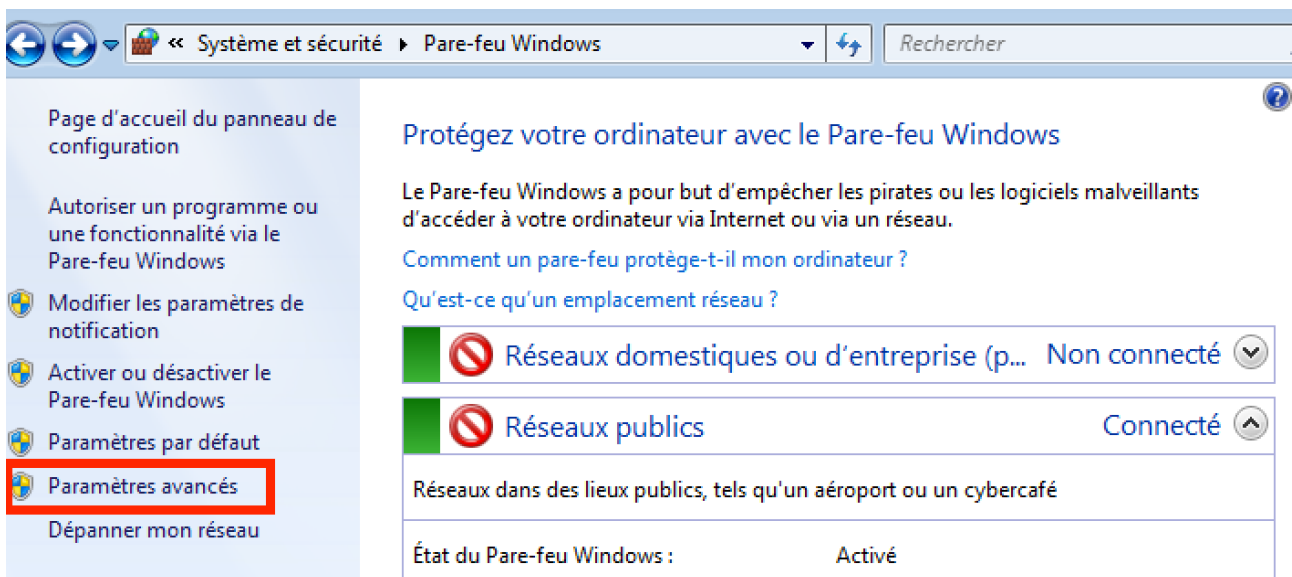 « Système et sécurité ▸ Pare-feu Windows
Rechercher
Page d'accueil du panneau de
configuration
Autoriser un programme ou
une fonctionnalité via le
Pare-feu Windows
Modifier les paramètres de
notification
Activer ou désactiver le
Pare-feu Windows
Paramètres par défaut
Paramètres avancés
Dépanner mon réseau
Protégez votre ordinateur avec le Pare-feu Windows
Le Pare-feu Windows a pour but d'empêcher les pirates ou les logiciels malveillants
d'accéder à votre ordinateur via Internet ou via un réseau.
Comment un pare-feu protège-t-il mon ordinateur ?
Qu'est-ce qu'un emplacement réseau ?
Réseaux domestiques ou d'entreprise (p... Non connecté
Réseaux publics Connecté
Réseaux dans des lieux publics, tels qu'un aéroport ou un cybercafé
État du Pare-feu Windows : Activé